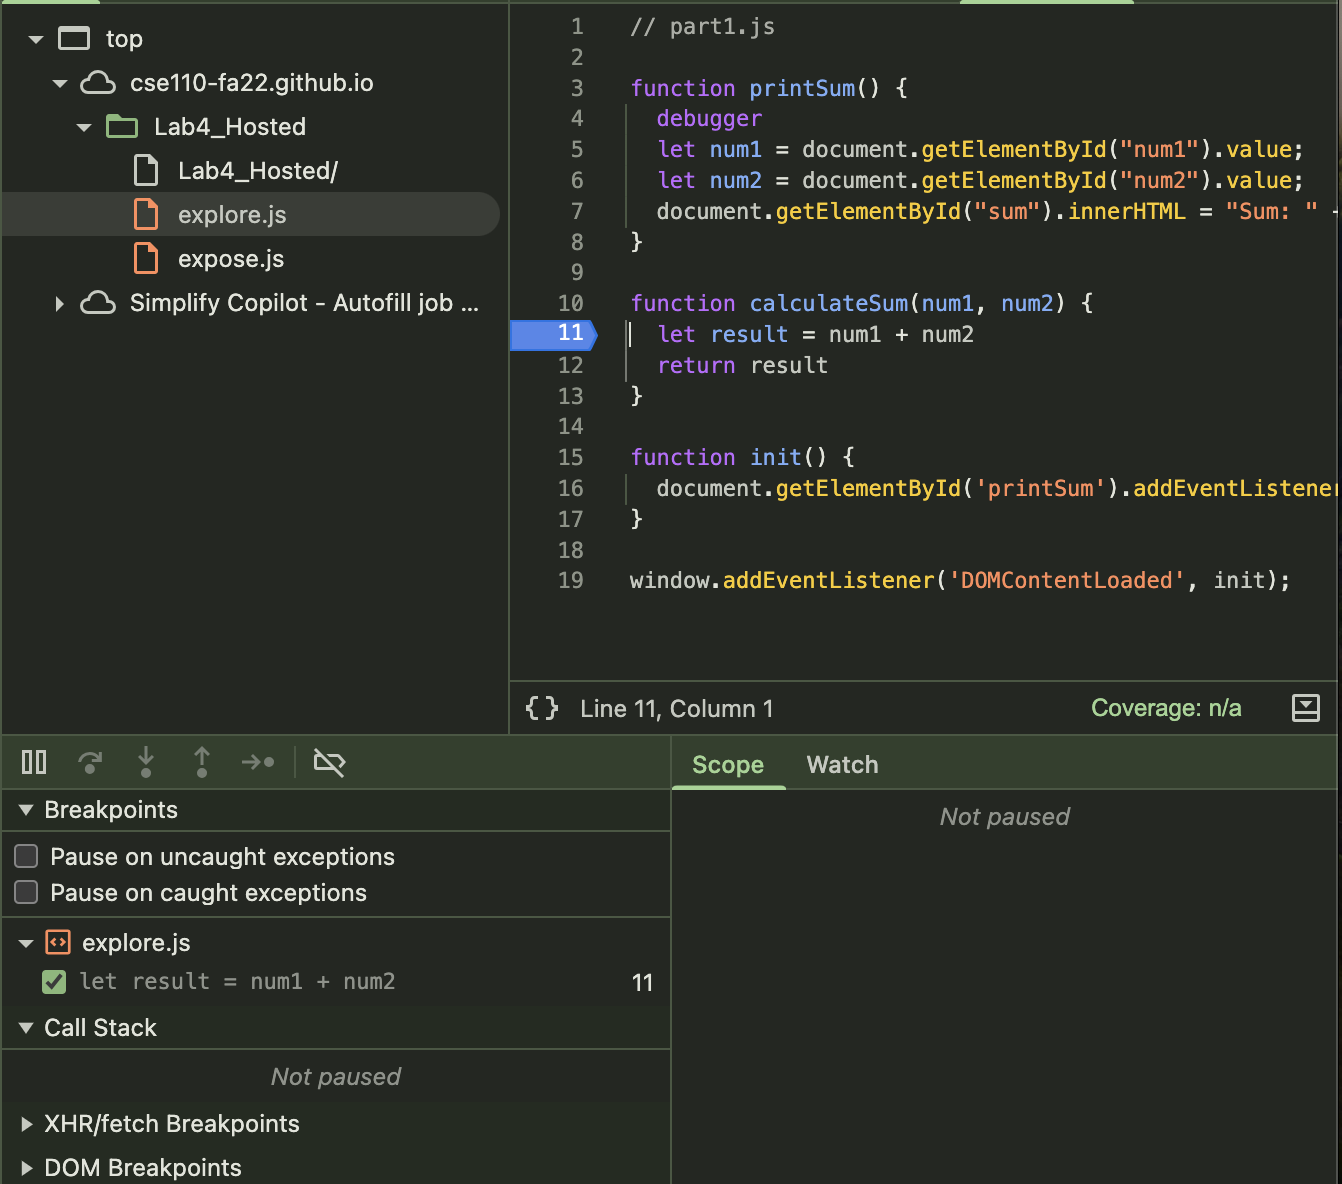 top
cse110-fa22.github.io
Lab4_Hosted
Lab4_Hosted/
explore.js
expose.js
Simplify Copilot - Autofill job ...
1 // part1.js
2
3 function printSum() {
4 debugger
5 let num1 = document.getElementById("num1").value;
6 let num2 = document.getElementById("num2").value;
7 document.getElementById("sum").innerHTML = "Sum: "
8 }
9
10 function calculateSum(num1, num2) {
11 let result = num1 + num2
12 return result
13 }
14
15 function init() {
16 document.getElementById('printSum').addEventListener
17 }
18
19 window.addEventListener('DOMContentLoaded', init);
{ } Line 11, Column 1 Coverage: n/a
Breakpoints
Pause on uncaught exceptions
Pause on caught exceptions
explore.js
let result = num1 + num2 11
Call Stack
Not paused
XHR/fetch Breakpoints
DOM Breakpoints
Scope Watch
Not paused